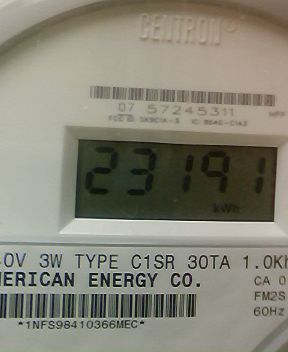 CENTRON®
07 57245311
23191
kWh
0V 3W TYPE C1SR 30TA 1.0Kh
MERICAN ENERGY CO.
CA 0
FM2S
60Hz
*1NFS98410366MEC*